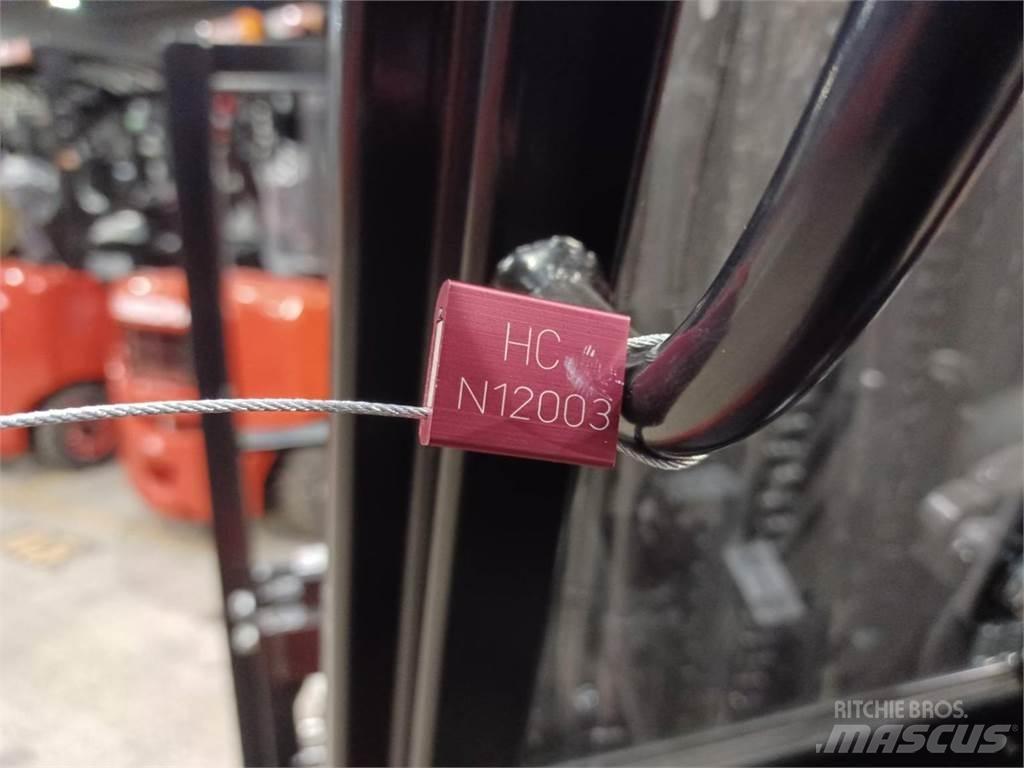 HC
N12003
RITCHIE BROS.
MASCUS